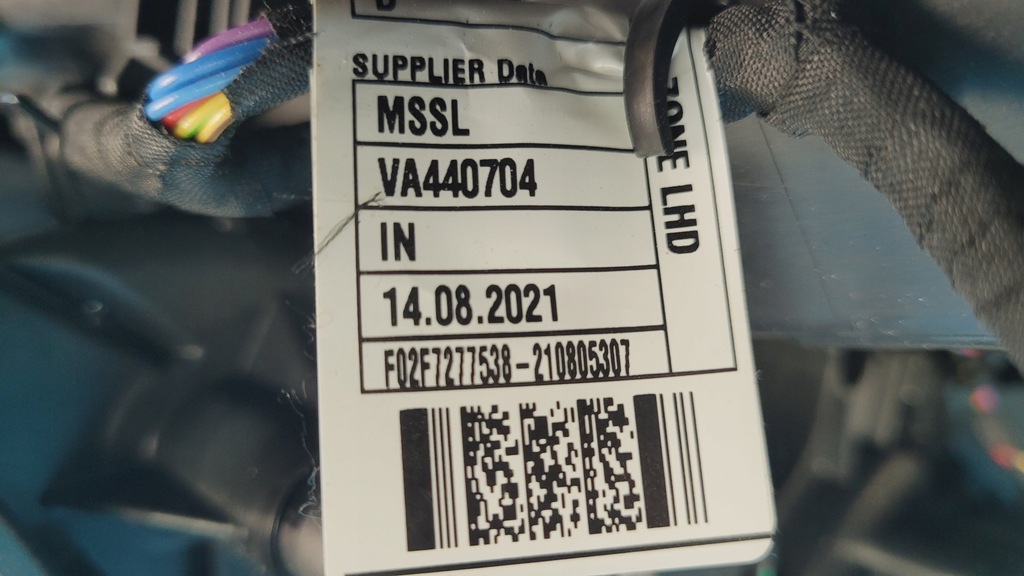 SUPPLIER Data
MSSL
VA440704
IN
14.08.2021
F02F7277538-210805307
ZONE LHD